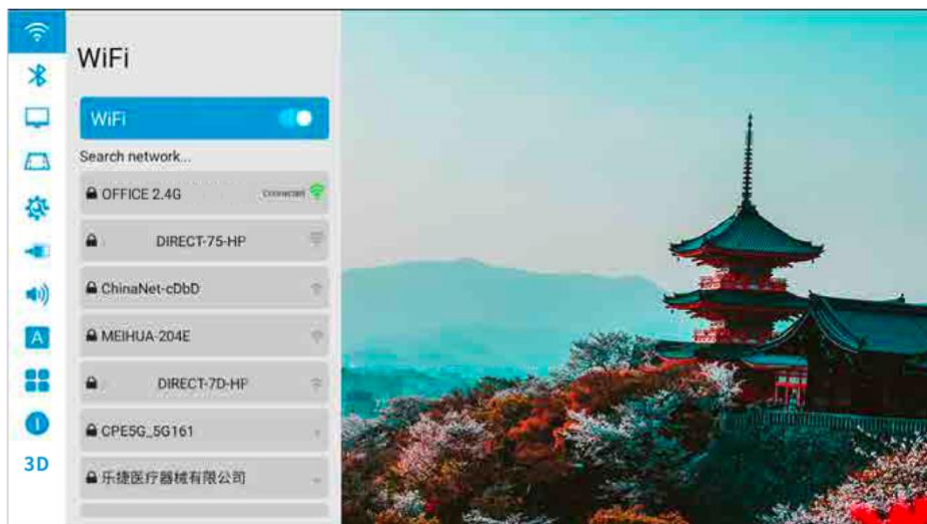 WiFi
WiFi
Search network...
OFFICE 2.4G Connected
DIRECT-75-HP
ChinaNet-cDbD
MEIHUA-204E
DIRECT-7D-HP
CPE5G_5G161
乐捷医疗器械有限公司
A
3D